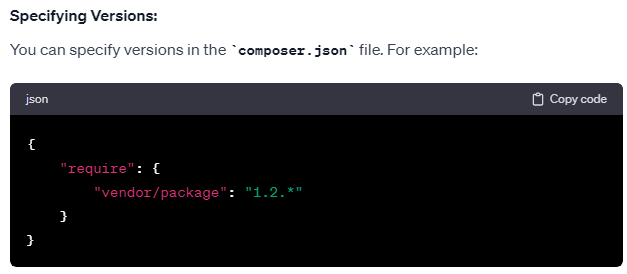 Specifying Versions:
You can specify versions in the `composer.json` file. For example:
json Copy code
{
    "require": {
        "vendor/package": "1.2.*"
    }
}